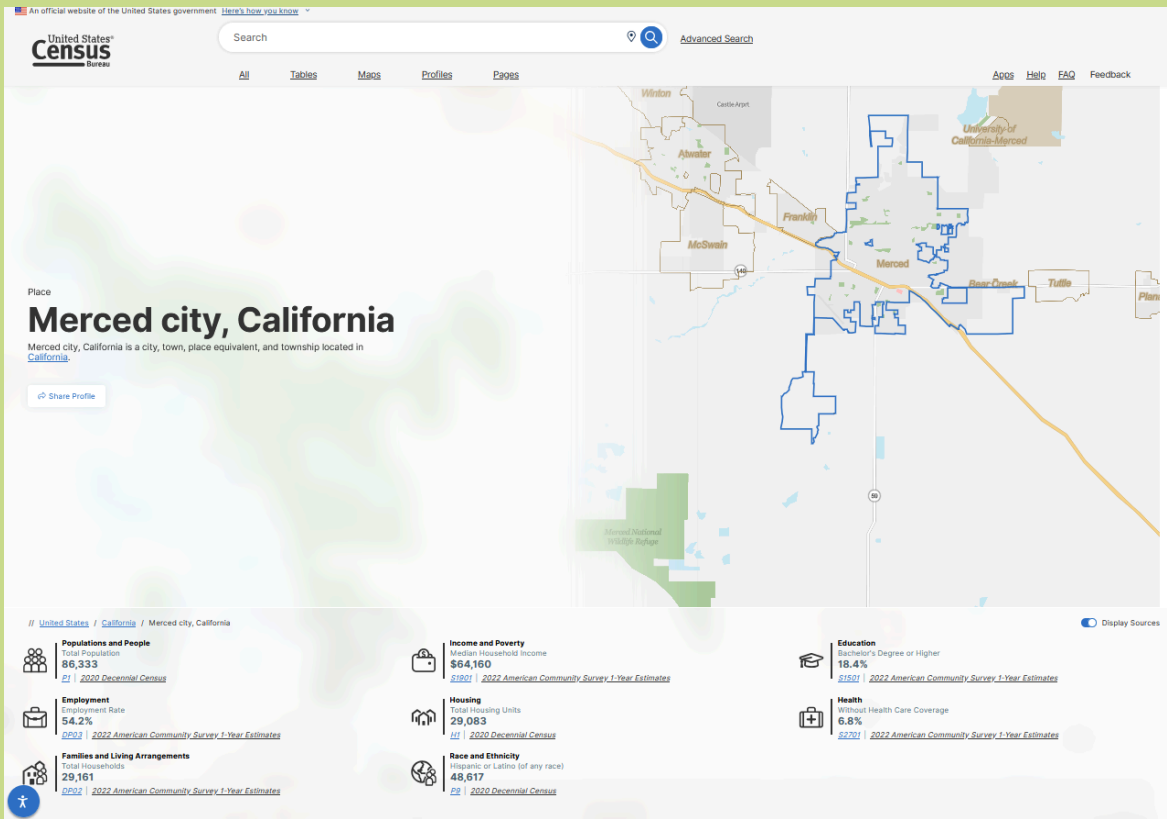 An official website of the United States government Here's how you know
United States®
Census
Bureau
Search
Advanced Search
All Tables Maps Profiles Pages
Apps Help FAQ Feedback
Winton
Castle Arprt
Atwater
University of
California-Merced
Franklin
McSwain
140
Merced
Bear Creek
Tuttle
Plana
Merced National
Wildlife Refuge
59
Place
Merced city, California
Merced city, California is a city, town, place equivalent, and township located in
California.
Share Profile
// United States / California / Merced city, California
Display Sources
Populations and People
Total Population
86,333
P1 | 2020 Decennial Census
Income and Poverty
Median Household Income
$64,160
S1901 | 2022 American Community Survey 1-Year Estimates
Education
Bachelor's Degree or Higher
18.4%
S1501 | 2022 American Community Survey 1-Year Estimates
Employment
Employment Rate
54.2%
DP03 | 2022 American Community Survey 1-Year Estimates
Housing
Total Housing Units
29,083
H1 | 2020 Decennial Census
Health
Without Health Care Coverage
6.8%
S2701 | 2022 American Community Survey 1-Year Estimates
Families and Living Arrangements
Total Households
29,161
DP02 | 2022 American Community Survey 1-Year Estimates
Race and Ethnicity
Hispanic or Latino (of any race)
48,617
P9 | 2020 Decennial Census